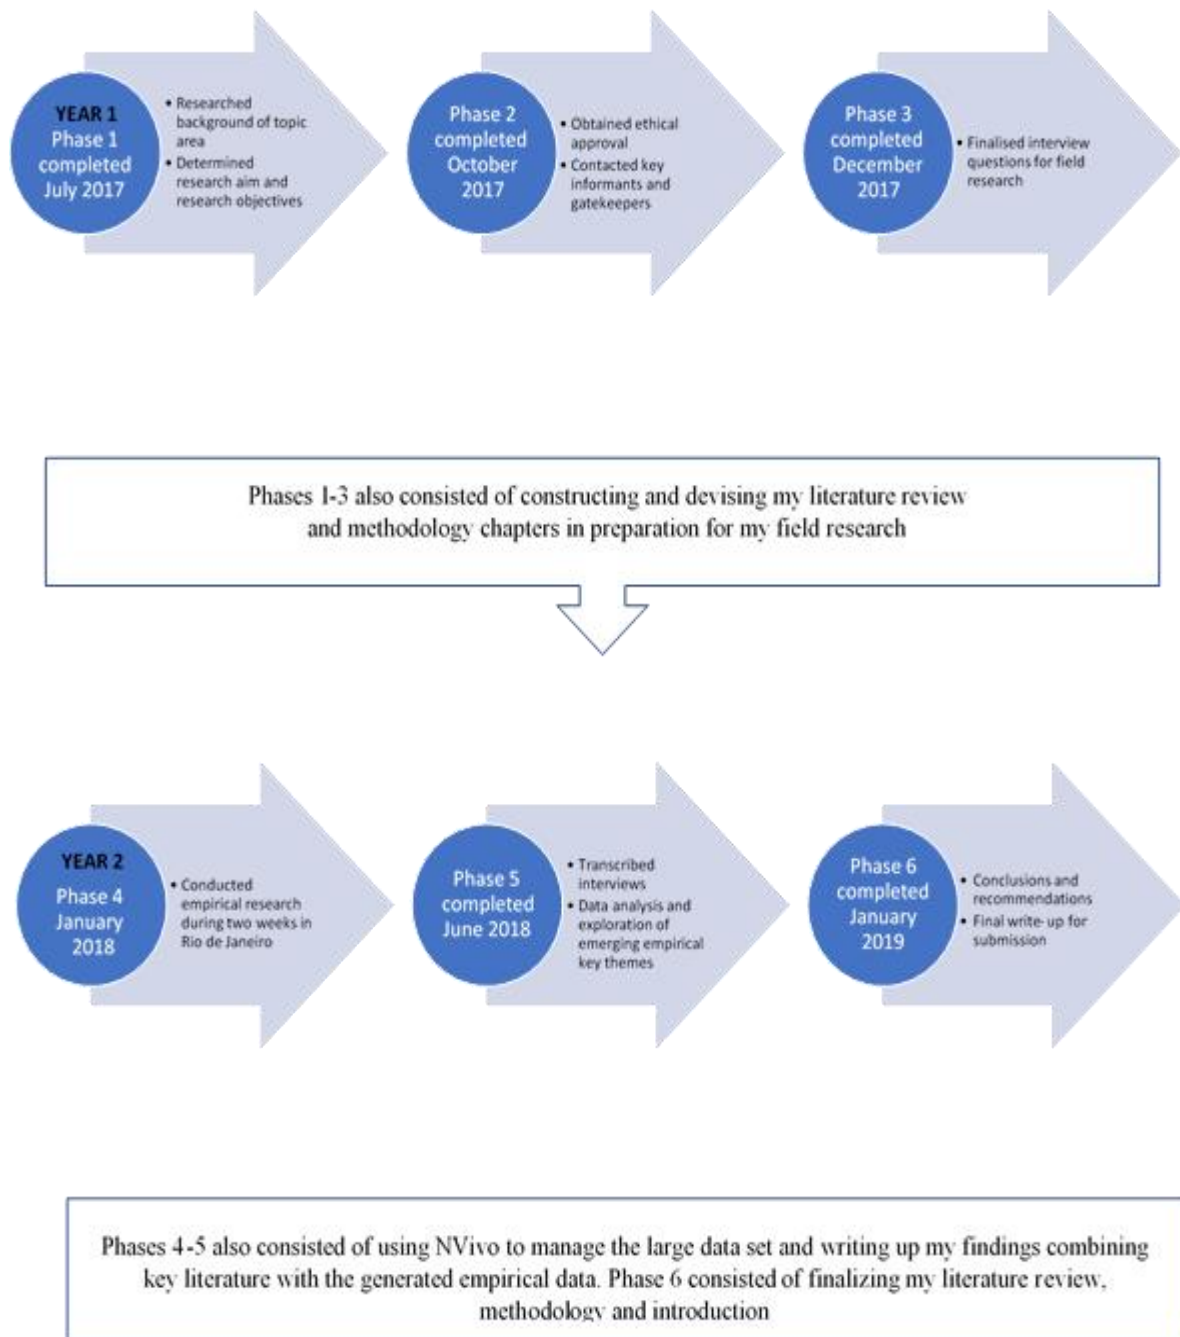 YEAR 1
Phase 1
completed
July 2017
• Researched
background of topic
area
• Determined
research aim and
research objectives
Phase 2
completed
October
2017
• Obtained ethical
approval
• Contacted key
informants and
gatekeepers
Phase 3
completed
December
2017
• Finalised interview
questions for field
research
Phases 1-3 also consisted of constructing and devising my literature review
and methodology chapters in preparation for my field research
YEAR 2
Phase 4
January
2018
• Conducted
empirical research
during two weeks in
Rio de Janeiro
Phase 5
completed
June 2018
• Transcribed
interviews
• Data analysis and
exploration of
emerging empirical
key themes
Phase 6
completed
January
2019
• Conclusions and
recommendations
• Final write-up for
submission
Phases 4-5 also consisted of using NVivo to manage the large data set and writing up my findings combining
key literature with the generated empirical data. Phase 6 consisted of finalizing my literature review,
methodology and introduction